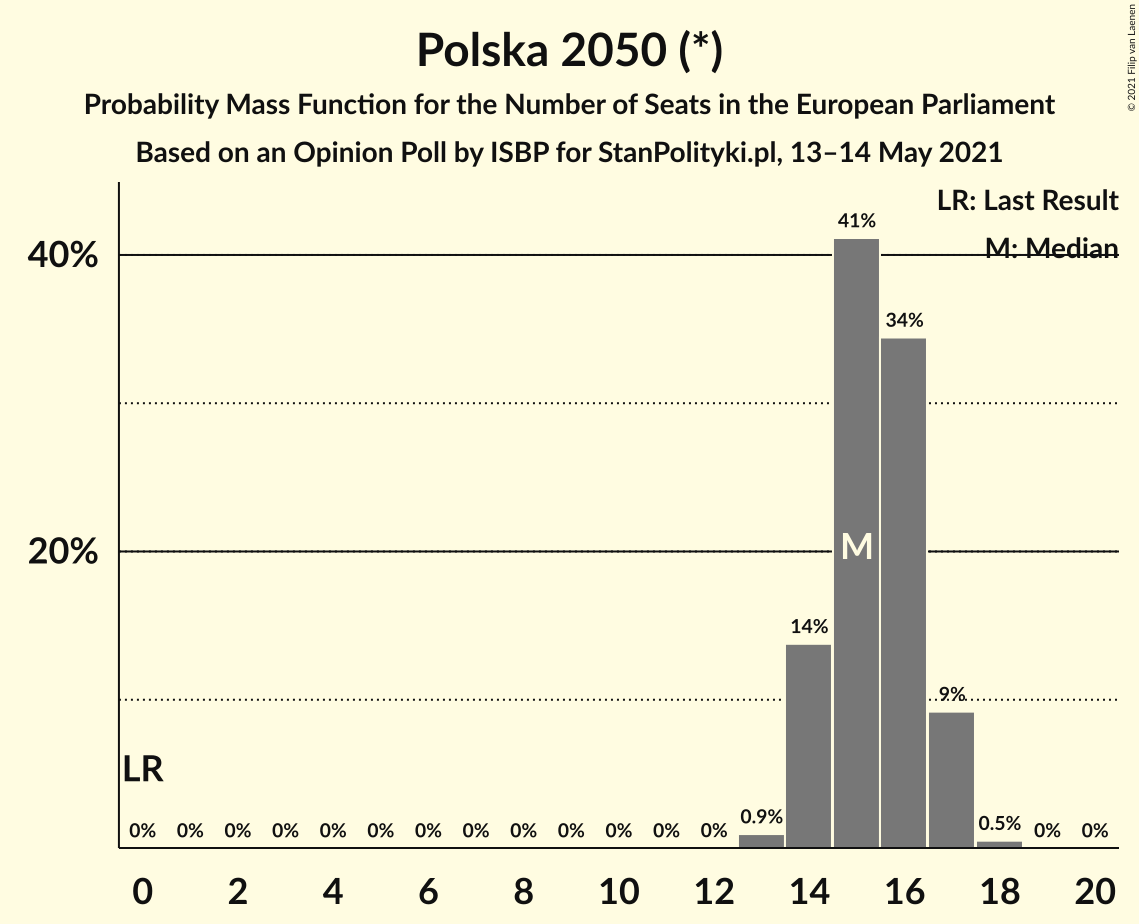 Polska 2050 (*)
Probability Mass Function for the Number of Seats in the European Parliament
Based on an Opinion Poll by ISBP for StanPolityki.pl, 13–14 May 2021
© 2021 Filip van Laenen
LR: Last Result
M: Median
40%
20%
41%
34%
M
14%
9%
LR
0% 0% 0% 0% 0% 0% 0% 0% 0% 0% 0% 0% 0% 0.9% 0.5% 0% 0%
0 2 4 6 8 10 12 14 16 18 20